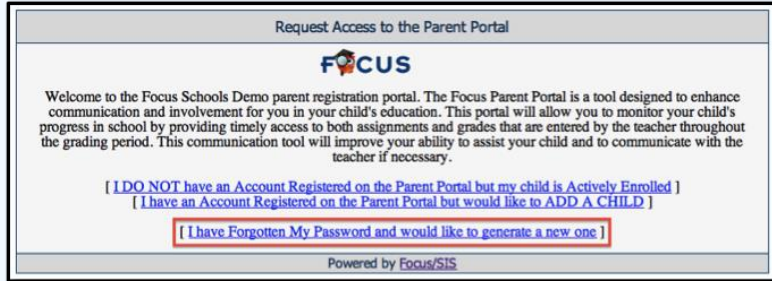 Request Access to the Parent Portal
FOCUS
Welcome to the Focus Schools Demo parent registration portal. The Focus Parent Portal is a tool designed to enhance
communication and involvement for you in your child's education. This portal will allow you to monitor your child's
progress in school by providing timely access to both assignments and grades that are entered by the teacher throughout
the grading period. This communication tool will improve your ability to assist your child and to communicate with the
teacher if necessary.
[ I DO NOT have an Account Registered on the Parent Portal but my child is Actively Enrolled ]
[ I have an Account Registered on the Parent Portal but would like to ADD A CHILD ]
[ I have Forgotten My Password and would like to generate a new one ]
Powered by Focus/SIS